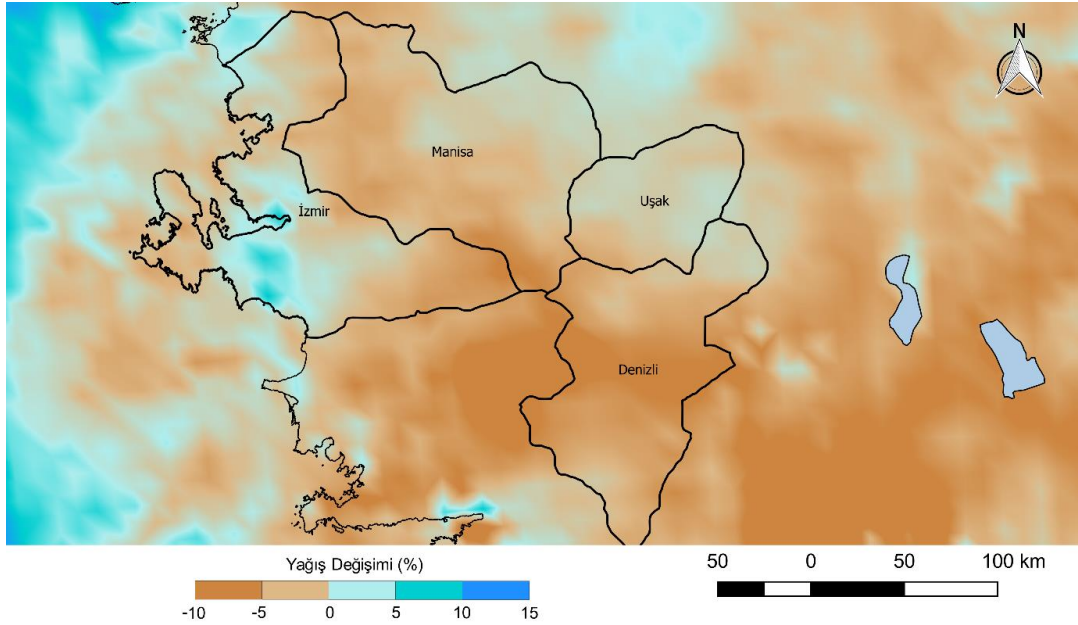 N
Manisa
Uşak
İzmir
Denizli
Yağış Değişimi (%)
-10 -5 0 5 10 15
50 0 50 100 km